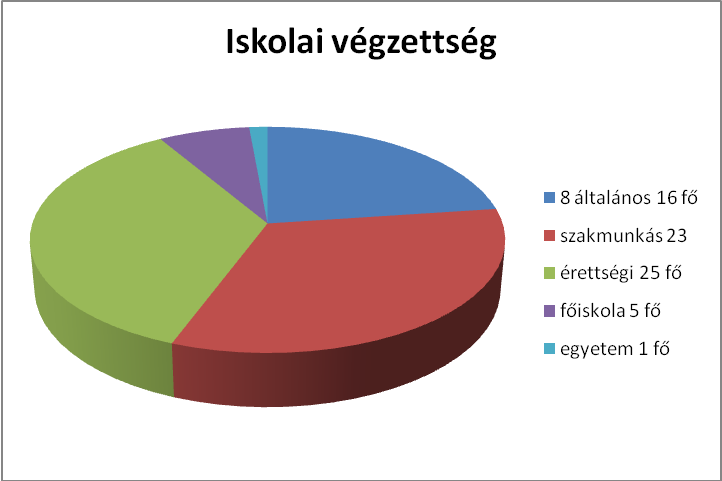 Iskolai végzettség
8 általános 16 fő
szakmunkás 23
érettségi 25 fő
főiskola 5 fő
egyetem 1 fő